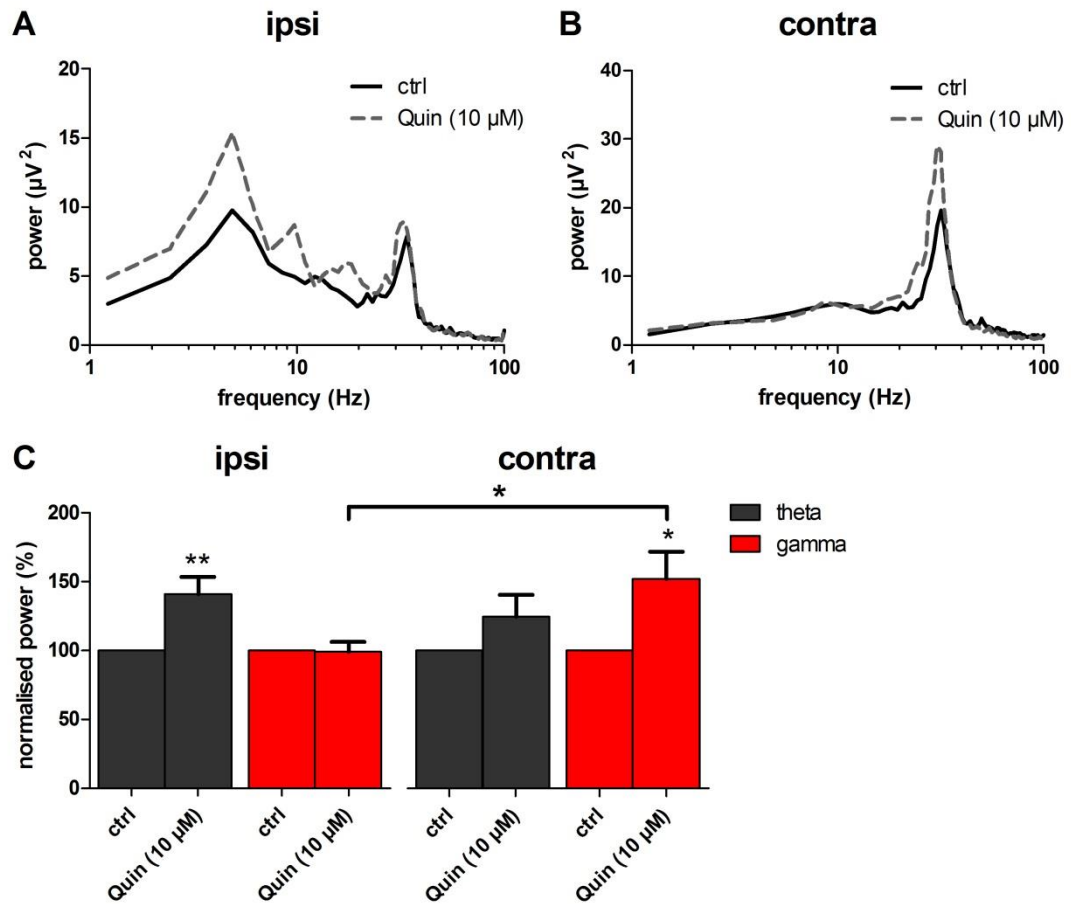 A ipsi
20
15
10
5
0
power (µV²)
ctrl
Quin (10 µM)
1 10 100
frequency (Hz)
B contra
40
30
20
10
0
power (µV²)
ctrl
Quin (10 µM)
1 10 100
frequency (Hz)
C ipsi contra
200
150
100
50
0
normalised power (%)
**
*
*
theta
gamma
ctrl
Quin (10 µM)
ctrl
Quin (10 µM)
ctrl
Quin (10 µM)
ctrl
Quin (10 µM)